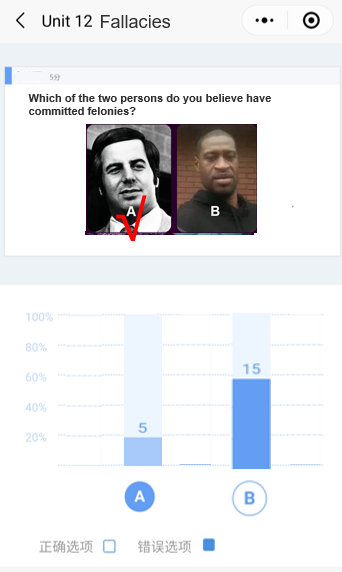 Unit 12 Fallacies
5分
Which of the two persons do you believe have
committed felonies?
A B
100%
80%
60%
40%
20%
5
15
A B
正确选项 错误选项